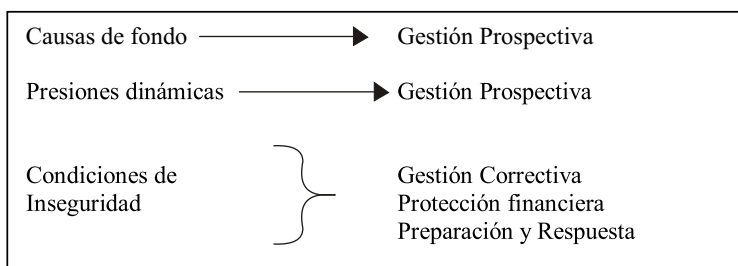 Causas de fondo Gestión Prospectiva
Presiones dinámicas Gestión Prospectiva
Condiciones de Gestión Correctiva
Inseguridad Protección financiera
Preparación y Respuesta